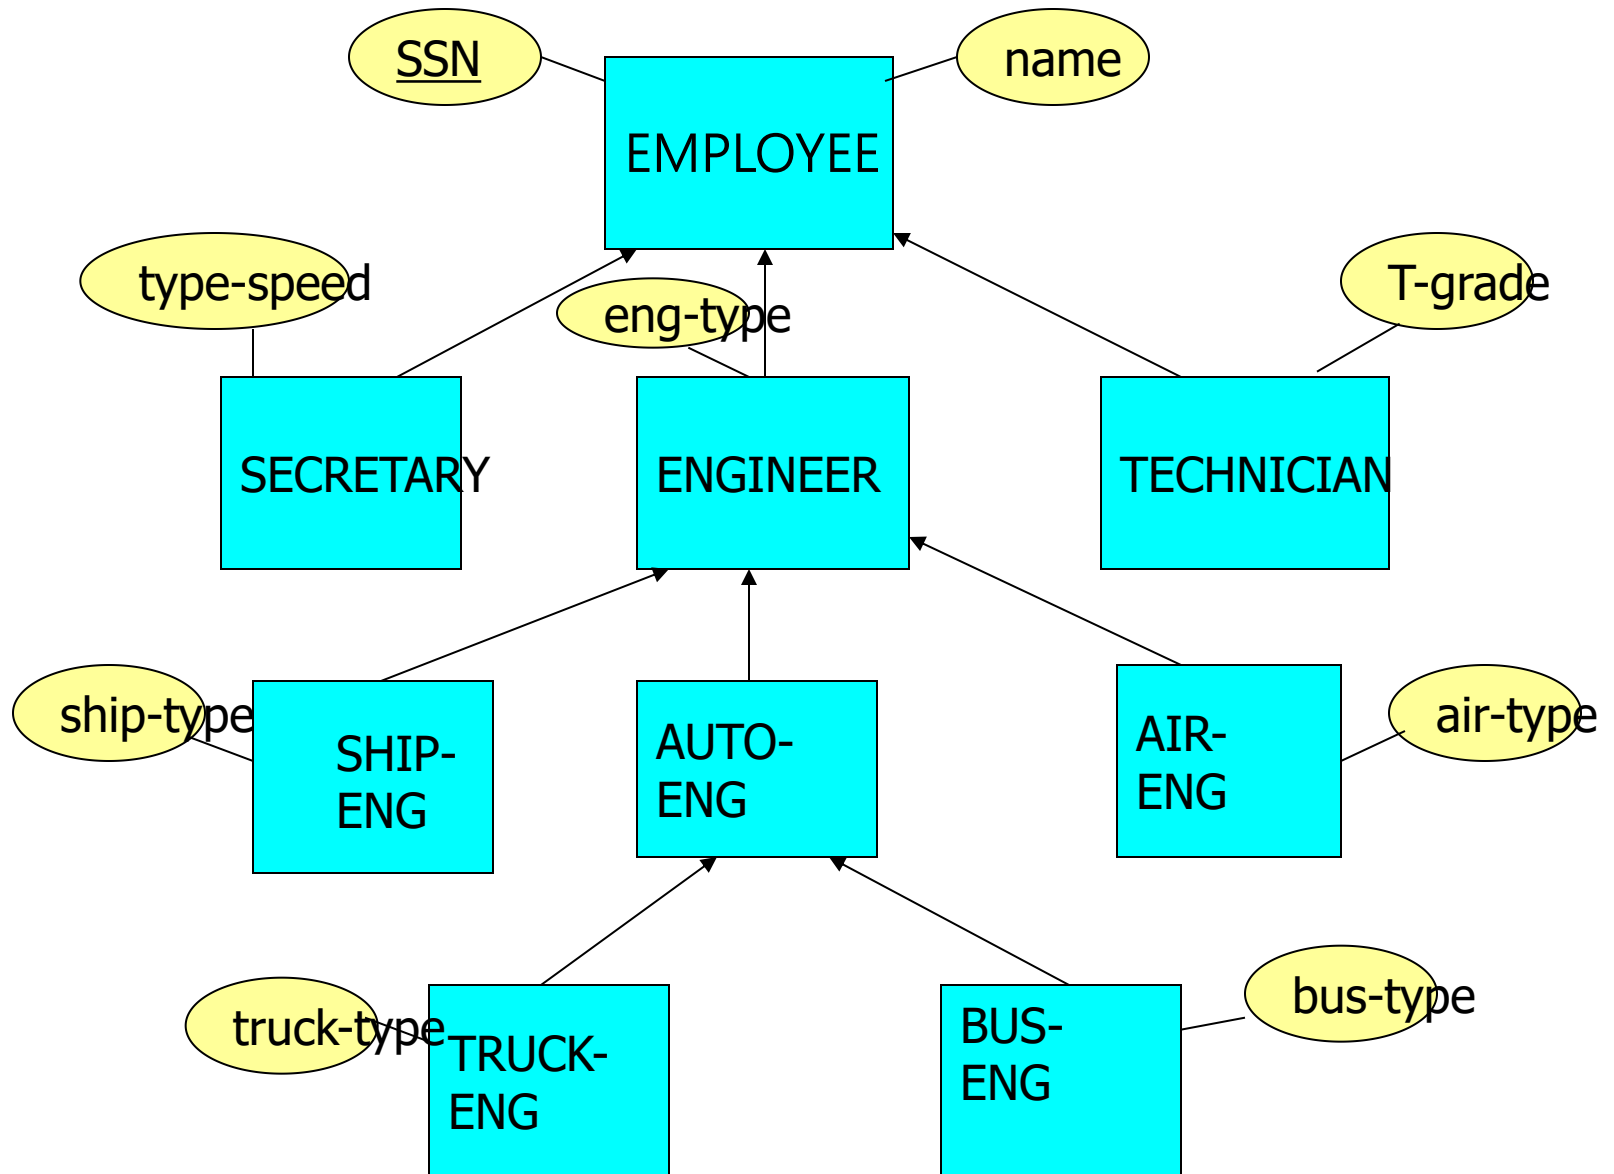 SSN
name
EMPLOYEE
type-speed
eng-type
T-grade
SECRETARY
ENGINEER
TECHNICIAN
ship-type
SHIP-
ENG
AUTO-
ENG
AIR-
ENG
air-type
truck-type
TRUCK-
ENG
BUS-
ENG
bus-type